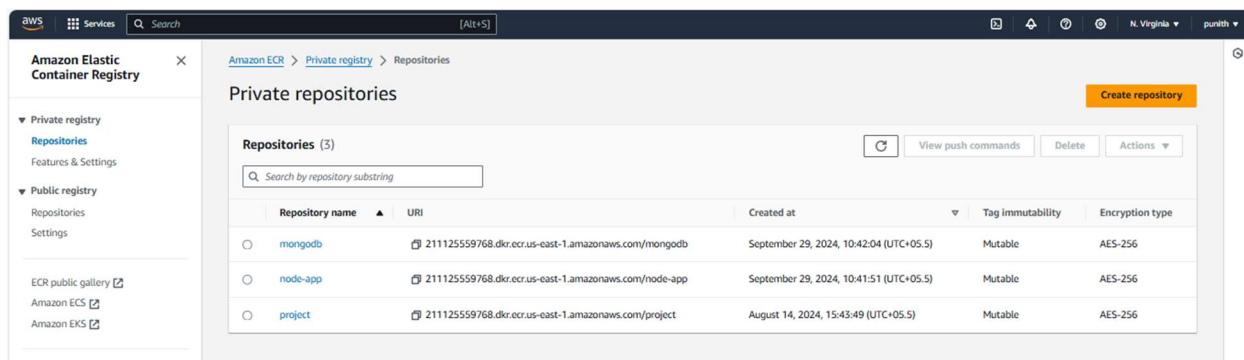 aws Services Search [Alt+S] N. Virginia punith
Amazon Elastic
Container Registry
Private registry
Repositories
Features & Settings
Public registry
Repositories
Settings
ECR public gallery
Amazon ECS
Amazon EKS
Amazon ECR > Private registry > Repositories
Private repositories
Create repository
Repositories (3)
View push commands Delete Actions
Search by repository substring
Repository name URI Created at Tag immutability Encryption type
mongodb 211125559768.dkr.ecr.us-east-1.amazonaws.com/mongodb September 29, 2024, 10:42:04 (UTC+05.5) Mutable AES-256
node-app 211125559768.dkr.ecr.us-east-1.amazonaws.com/node-app September 29, 2024, 10:41:51 (UTC+05.5) Mutable AES-256
project 211125559768.dkr.ecr.us-east-1.amazonaws.com/project August 14, 2024, 15:43:49 (UTC+05.5) Mutable AES-256